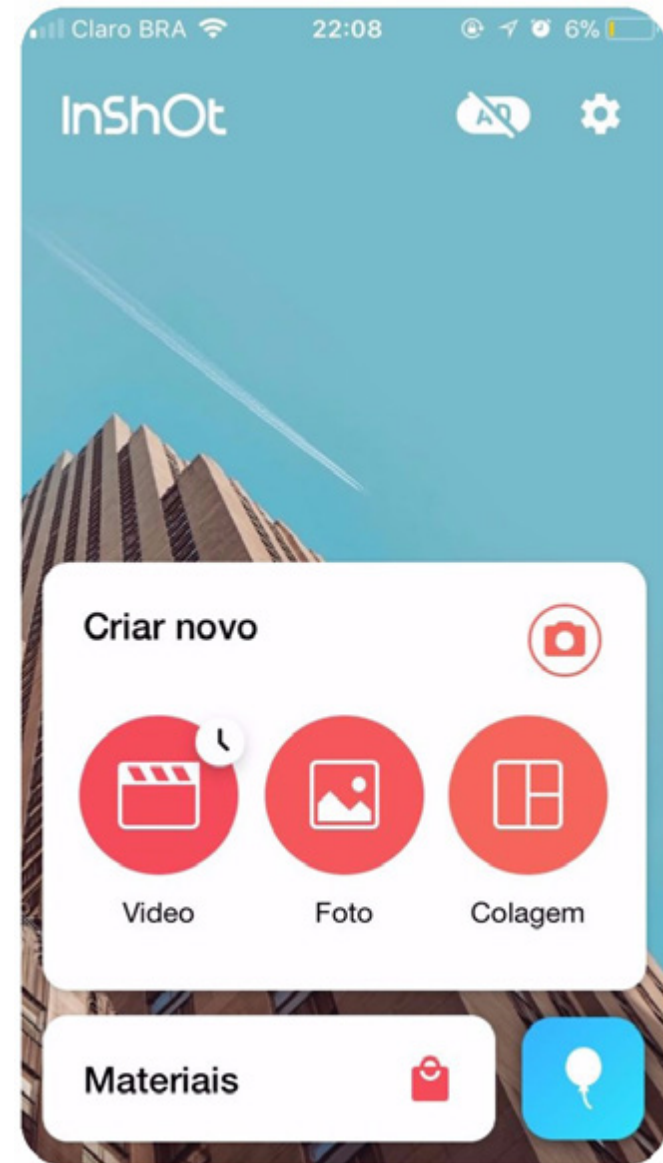 Claro BRA 22:08 6%
InShOt
AD
Criar novo
Video Foto Colagem
Materiais